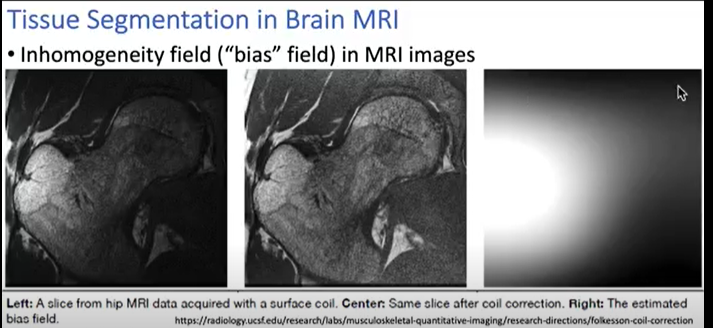 Tissue Segmentation in Brain MRI
• Inhomogeneity field (“bias” field) in MRI images
Left: A slice from hip MRI data acquired with a surface coil. Center: Same slice after coil correction. Right: The estimated
bias field.
https://radiology.ucsf.edu/research/labs/musculoskeletal-quantitative-imaging/research-directions/folkesson-coil-correction